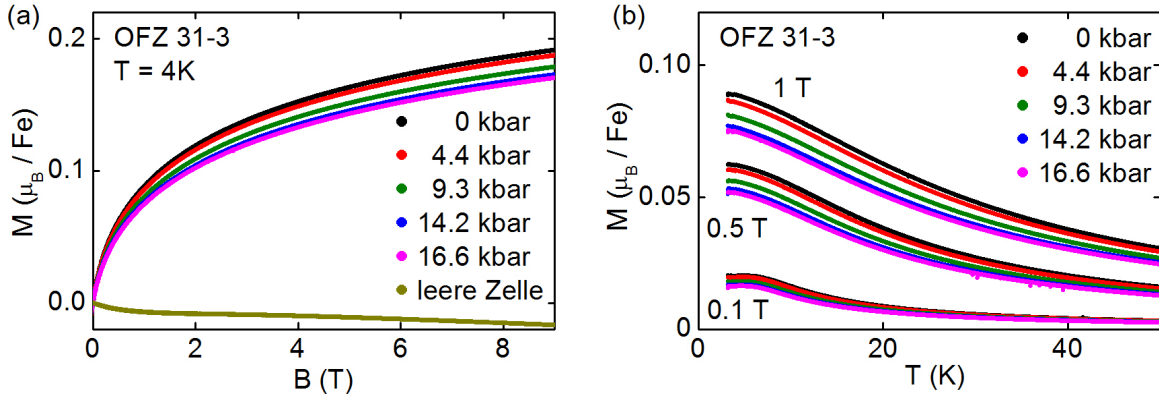 (a)
OFZ 31-3
T = 4K
0 kbar
4.4 kbar
9.3 kbar
14.2 kbar
16.6 kbar
leere Zelle
0.2
0.1
0.0
M (μB / Fe)
0 2 4 6 8
B (T)
(b)
OFZ 31-3
0 kbar
4.4 kbar
9.3 kbar
14.2 kbar
16.6 kbar
1 T
0.5 T
0.1 T
0.10
0.05
0
M (μB / Fe)
0 20 40
T (K)